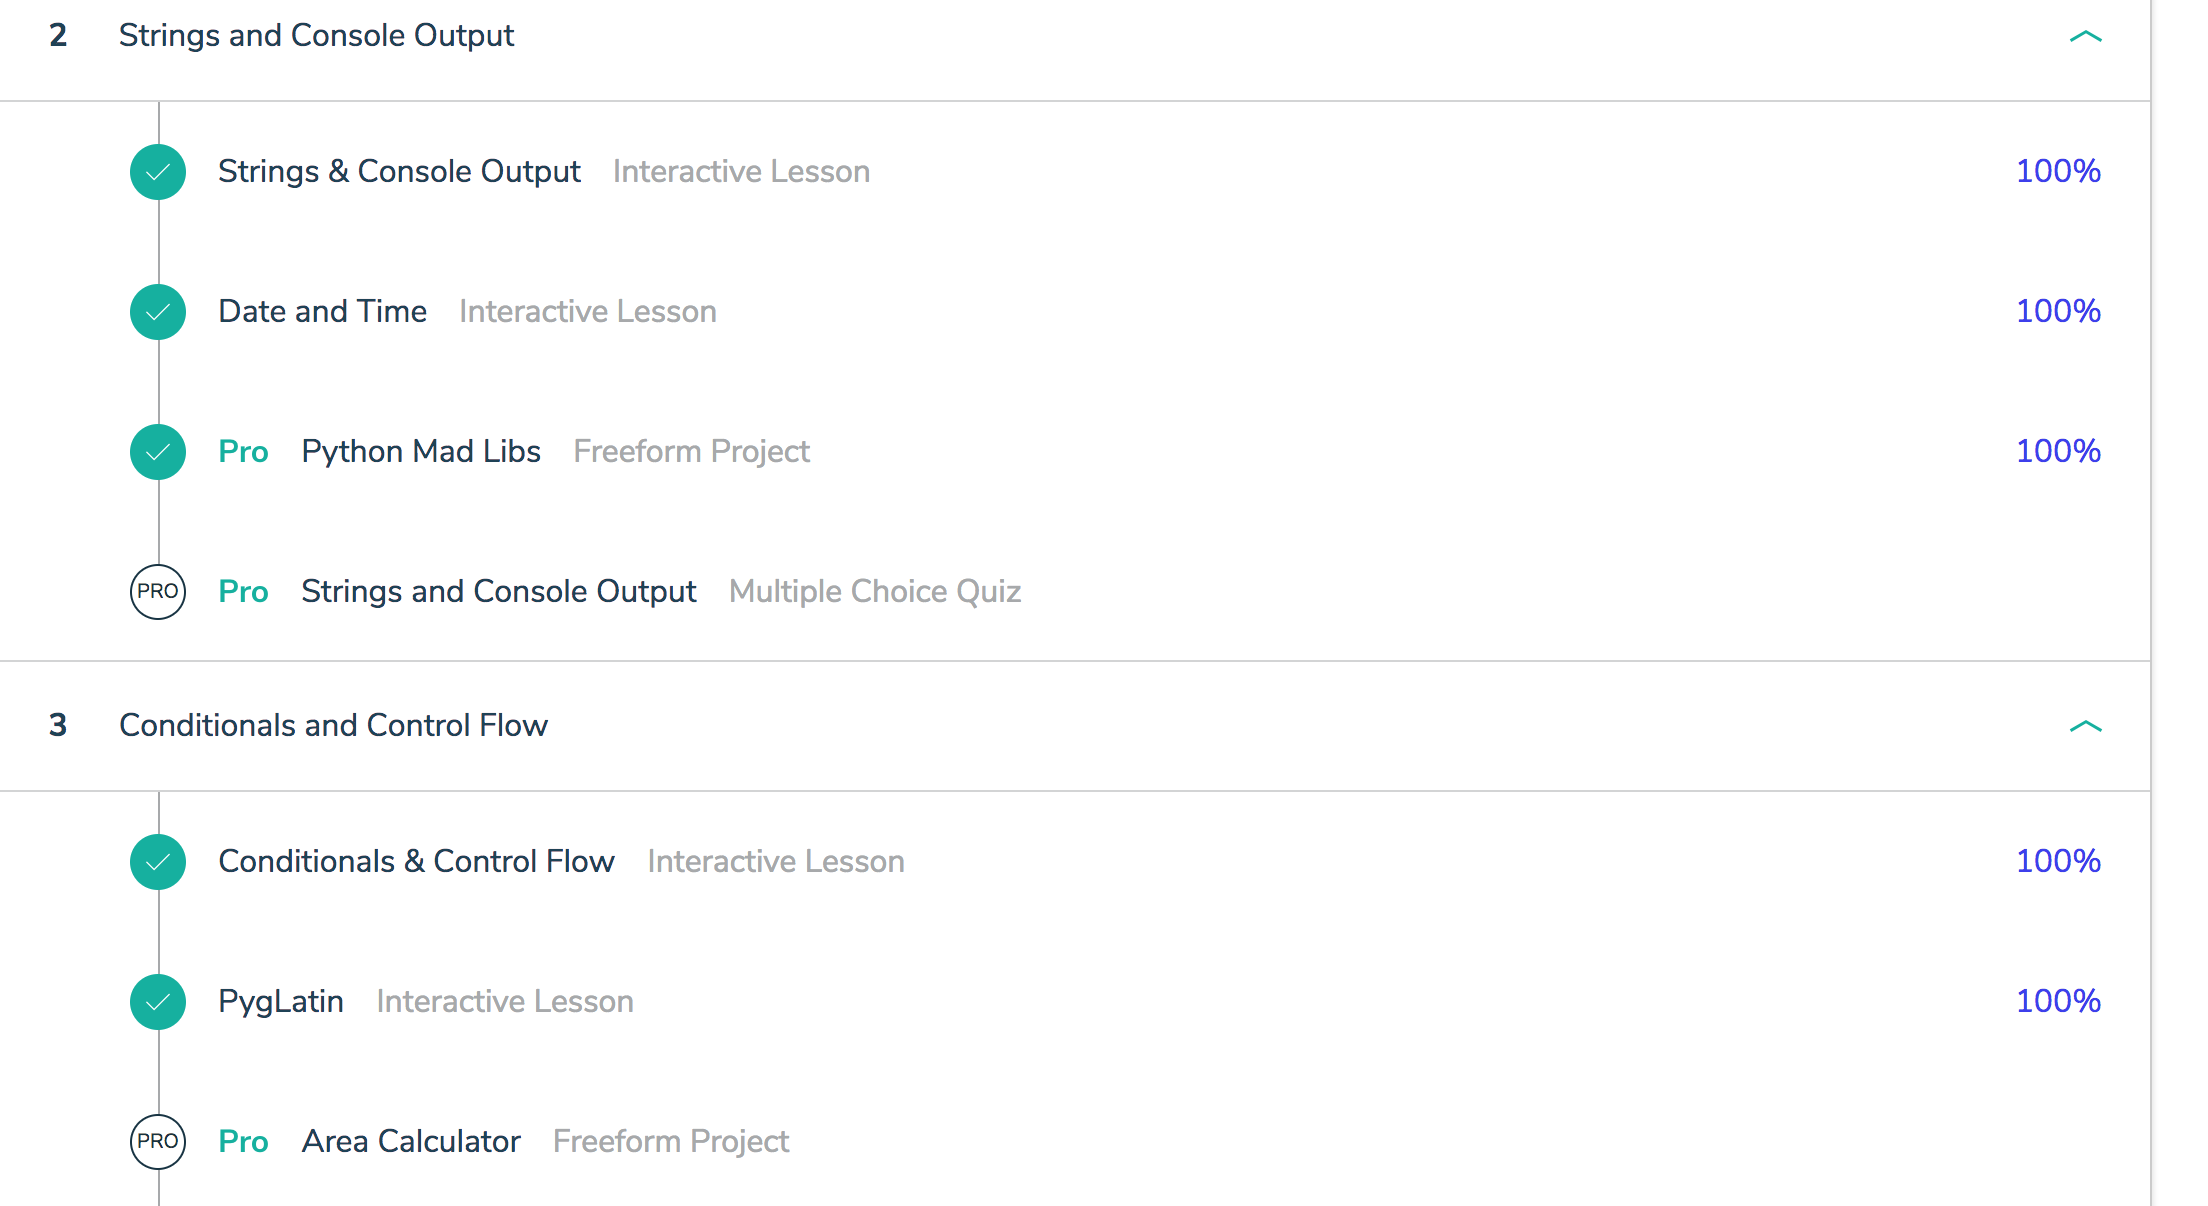 2 Strings and Console Output
Strings & Console Output Interactive Lesson 100%
Date and Time Interactive Lesson 100%
Pro Python Mad Libs Freeform Project 100%
PRO Pro Strings and Console Output Multiple Choice Quiz
3 Conditionals and Control Flow
Conditionals & Control Flow Interactive Lesson 100%
PygLatin Interactive Lesson 100%
PRO Pro Area Calculator Freeform Project